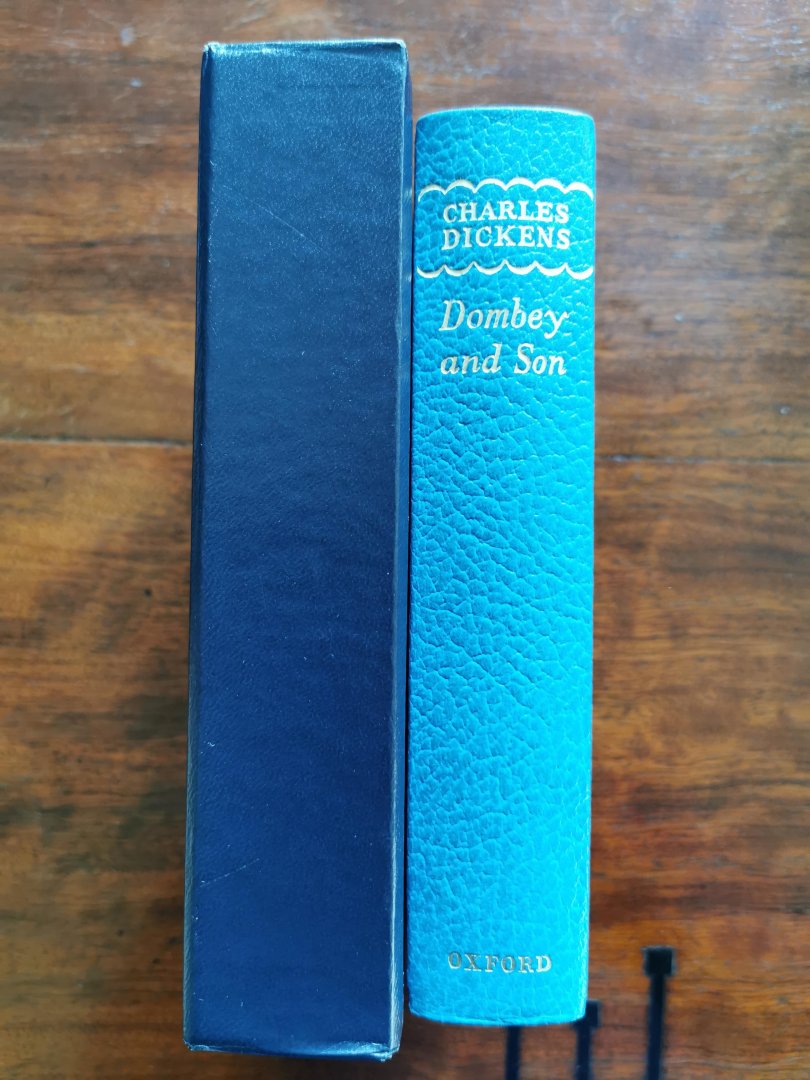 CHARLES
DICKENS
Dombey
and Son
OXFORD